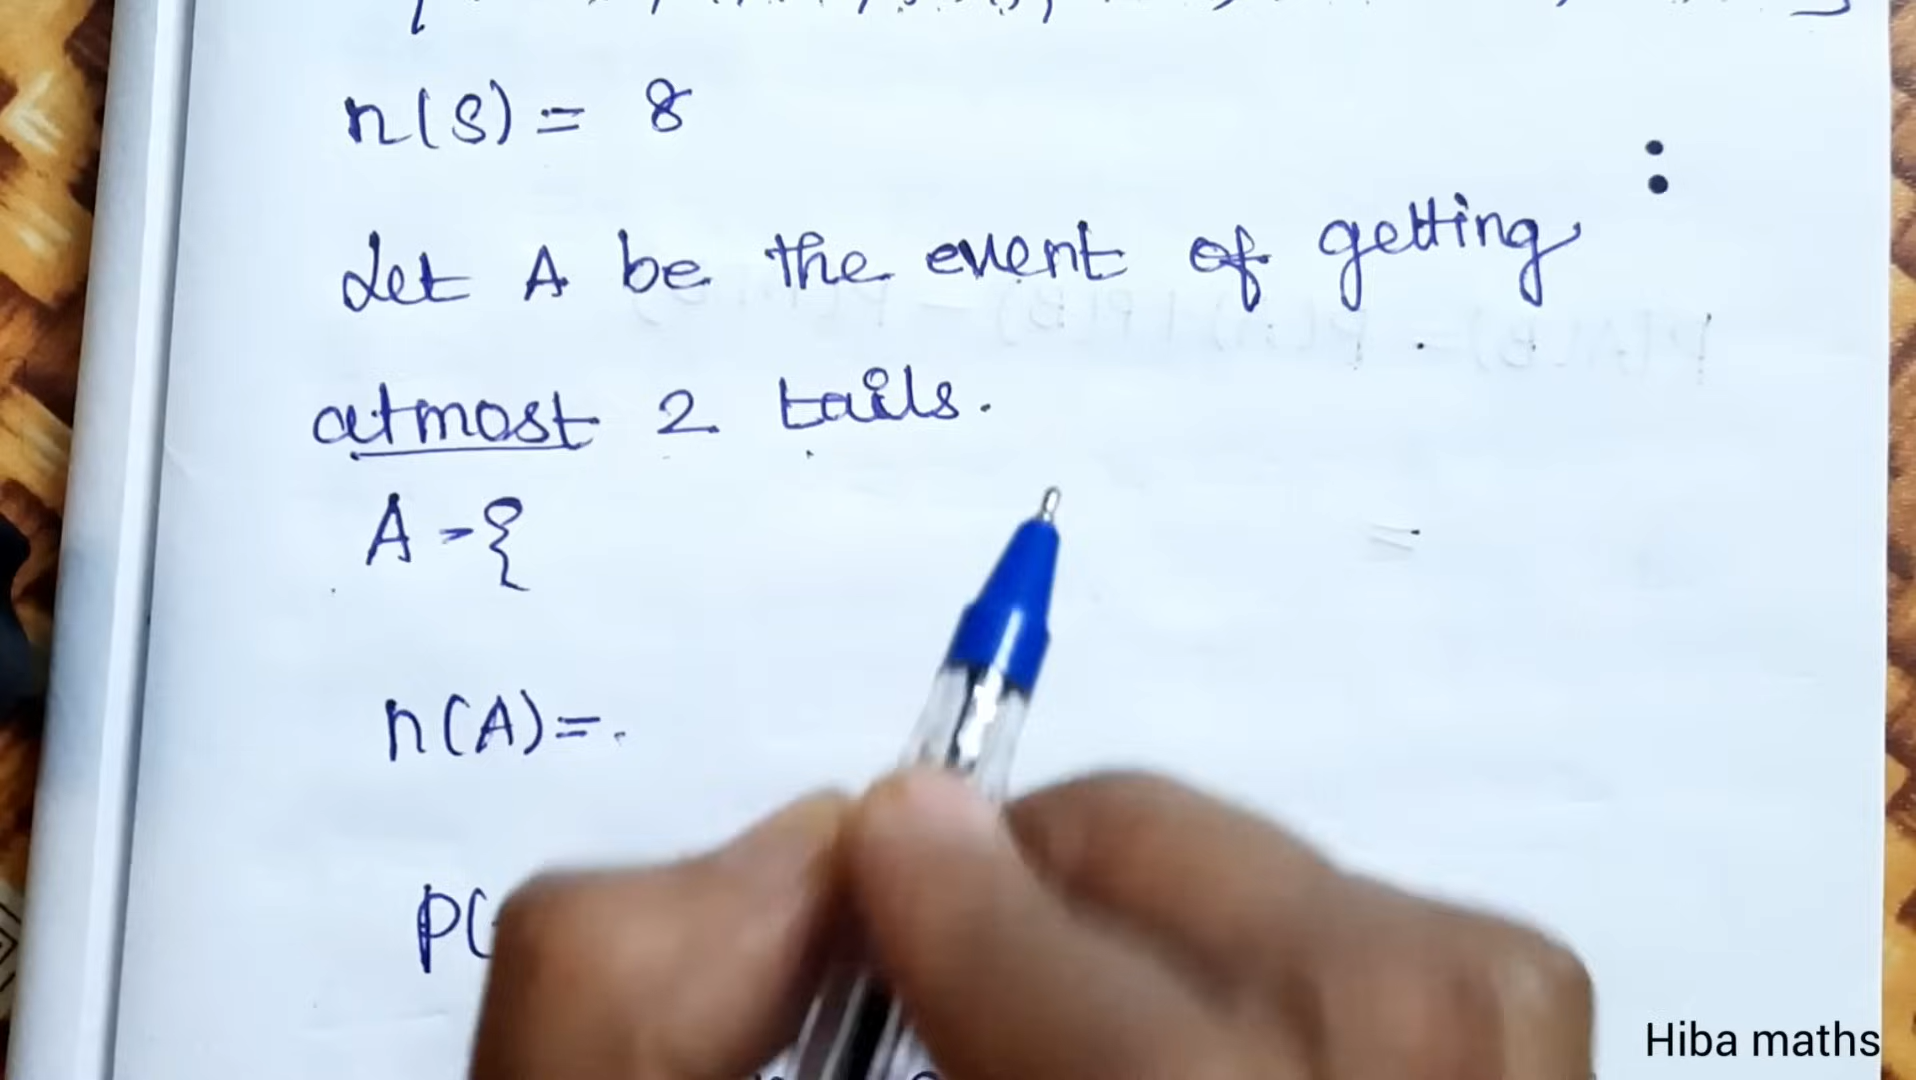 n(S) = 8
Let A be the event of getting
atmost 2 tails.
A = {
n(A) =
P(
Hiba maths